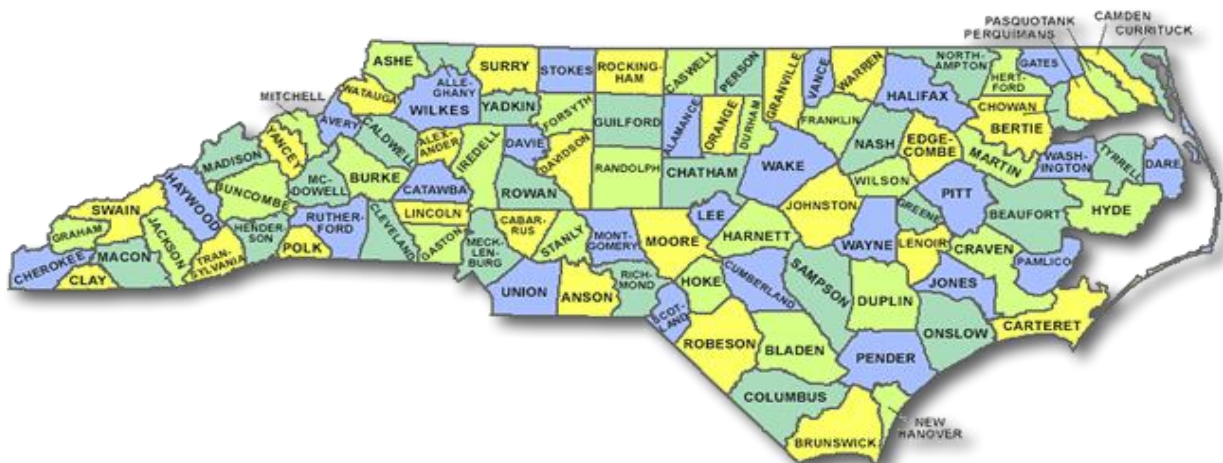 PASQUOTANK
CAMDEN
PERQUIMANS
CURRITUCK
ASHE
ALLE-
GHANY
SURRY
STOKES
ROCKING-
HAM
CASWELL
PERSON
GRANVILLE
VANCE
WARREN
NORTH-
AMPTON
GATES
HERT-
FORD
HALIFAX
MITCHELL
WATAUGA
WILKES
YADKIN
FORSYTH
GUILFORD
ALAMANCE
ORANGE
DURHAM
FRANKLIN
NASH
EDGE-
COMBE
CHOWAN
BERTIE
AVERY
CALDWELL
ALEX-
ANDER
IREDELL
DAVIE
DAVIDSON
RANDOLPH
CHATHAM
WAKE
WILSON
MARTIN
WASH-
INGTON
TYRRELL
DARE
MADISON
YANCEY
MC-
DOWELL
BURKE
CATAWBA
ROWAN
JOHNSTON
GREENE
PITT
BEAUFORT
HYDE
HAYWOOD
BUNCOMBE
RUTHER-
FORD
CLEVELAND
LINCOLN
GASTON
MECK-
LEN-
BURG
CABAR-
RUS
STANLY
MONT-
GOMERY
MOORE
LEE
HARNETT
WAYNE
LENOIR
CRAVEN
PAMLICO
SWAIN
GRAHAM
JACKSON
HENDER-
SON
POLK
TRAN-
SYLVANIA
CHEROKEE
MACON
CLAY
UNION
ANSON
RICH-
MOND
SCOT-
LAND
HOKE
CUMBERLAND
SAMPSON
DUPLIN
JONES
ONSLOW
CARTERET
ROBESON
BLADEN
PENDER
COLUMBUS
BRUNSWICK
NEW
HANOVER